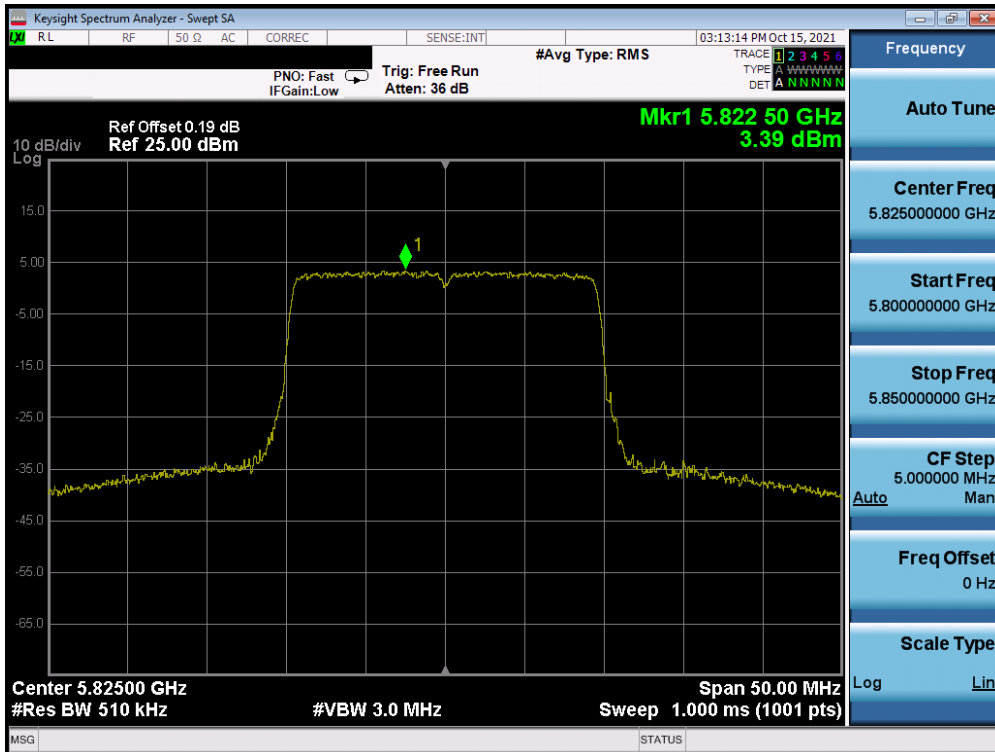 Keysight Spectrum Analyzer - Swept SA
LXI RL RF 50 Ω AC CORREC SENSE:INT 03:13:14 PM Oct 15, 2021
#Avg Type: RMS
TRACE 1 2 3 4 5 6
TYPE A WWWWW
DET A N N N N N
PNO: Fast
IFGain:Low
Trig: Free Run
Atten: 36 dB
Mkr1 5.822 50 GHz
3.39 dBm
Ref Offset 0.19 dB
Ref 25.00 dBm
10 dB/div
Log
15.0
5.00
-5.00
-15.0
-25.0
-35.0
-45.0
-55.0
-65.0
1
Center 5.82500 GHz
Span 50.00 MHz
#Res BW 510 kHz
#VBW 3.0 MHz
Sweep 1.000 ms (1001 pts)
MSG
STATUS
Frequency
Auto Tune
Center Freq
5.825000000 GHz
Start Freq
5.800000000 GHz
Stop Freq
5.850000000 GHz
CF Step
5.000000 MHz
Auto Man
Freq Offset
0 Hz
Scale Type
Log Lin